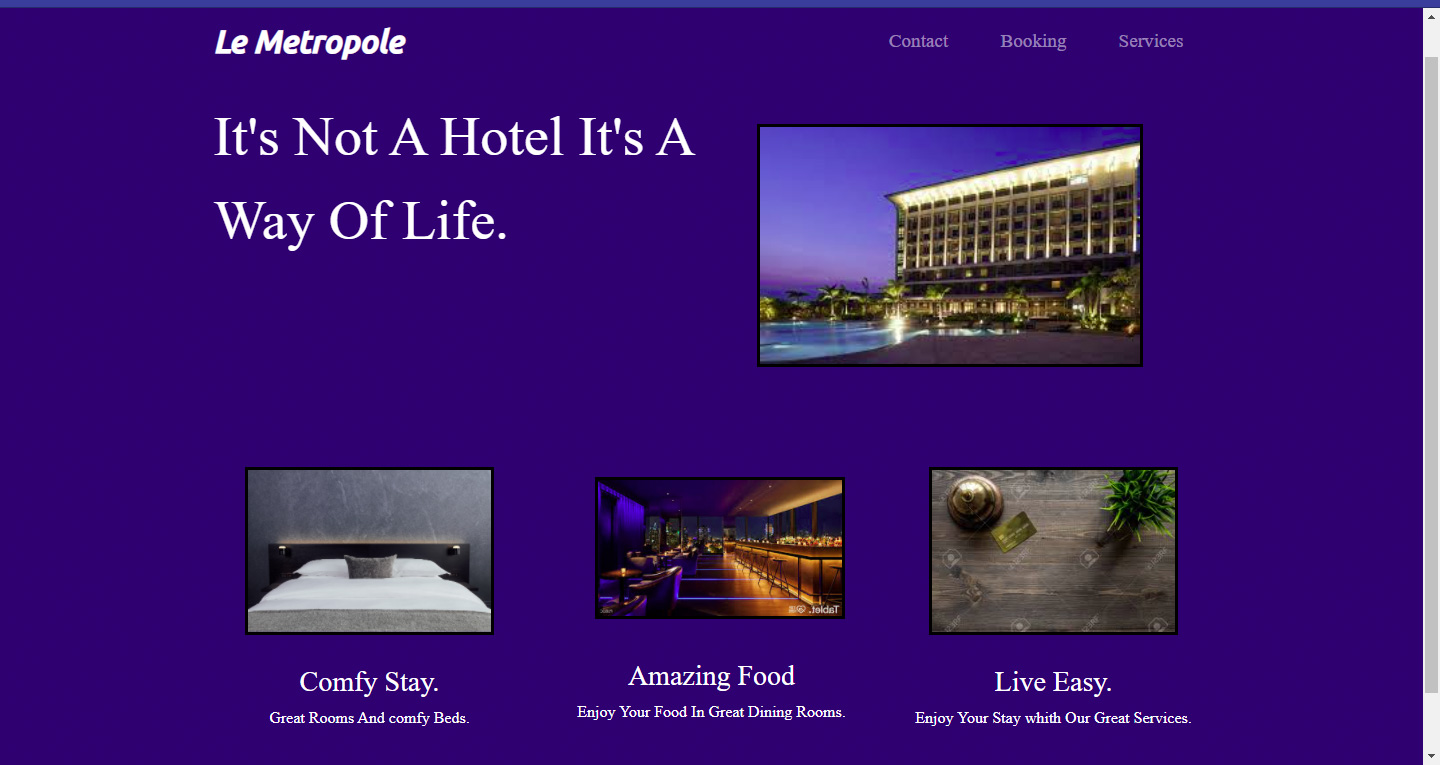 Le Metropole
Contact
Booking
Services
It's Not A Hotel It's A
Way Of Life.
Tablet.
Comfy Stay.
Great Rooms And comfy Beds.
Amazing Food
Enjoy Your Food In Great Dining Rooms.
Live Easy.
Enjoy Your Stay whith Our Great Services.